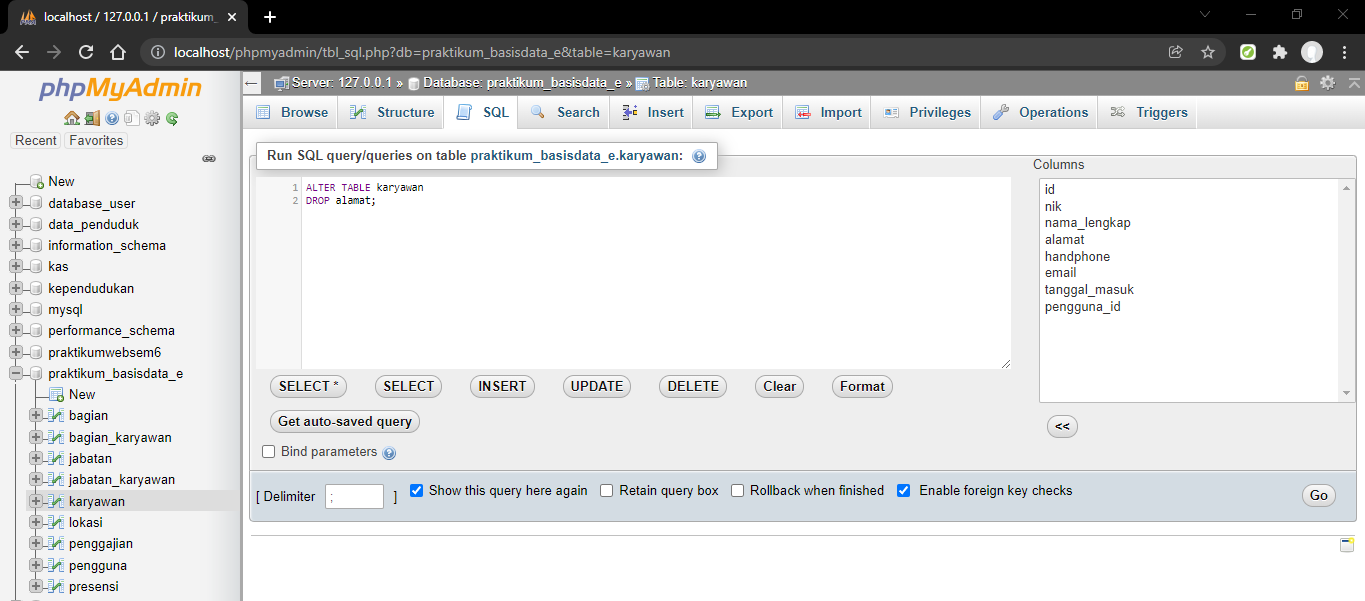 localhost / 127.0.0.1 / praktikum_
localhost/phpmyadmin/tbl_sql.php?db=praktikum_basisdata_e&table=karyawan
phpMyAdmin
Recent Favorites
New
database_user
data_penduduk
information_schema
kas
kependudukan
mysql
performance_schema
praktikumwebsem6
praktikum_basisdata_e
New
bagian
bagian_karyawan
jabatan
jabatan_karyawan
karyawan
lokasi
penggajian
pengguna
presensi
Server: 127.0.0.1 » Database: praktikum_basisdata_e » Table: karyawan
Browse Structure SQL Search Insert Export Import Privileges Operations Triggers
Run SQL query/queries on table praktikum_basisdata_e.karyawan:
1 ALTER TABLE karyawan
2 DROP alamat;
Columns
id
nik
nama_lengkap
alamat
handphone
email
tanggal_masuk
pengguna_id
SELECT * SELECT INSERT UPDATE DELETE Clear Format
Get auto-saved query
<<
Bind parameters
[ Delimiter ; ] Show this query here again Retain query box Rollback when finished Enable foreign key checks
Go